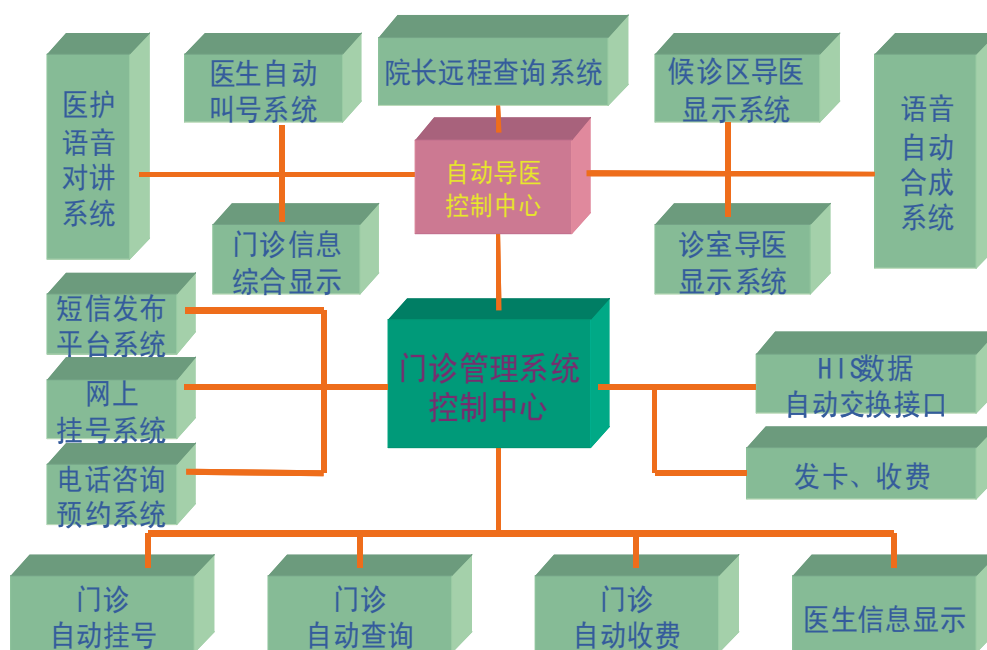 医护
语音
对讲
系统
医生自动
叫号系统
院长远程查询系统
候诊区导医
显示系统
语音
自动
合成
系统
自动导医
控制中心
门诊信息
综合显示
诊室导医
显示系统
短信发布
平台系统
网上
挂号系统
电话咨询
预约系统
门诊管理系统
控制中心
HIS数据
自动交换接口
发卡、收费
门诊
自动挂号
门诊
自动查询
门诊
自动收费
医生信息显示